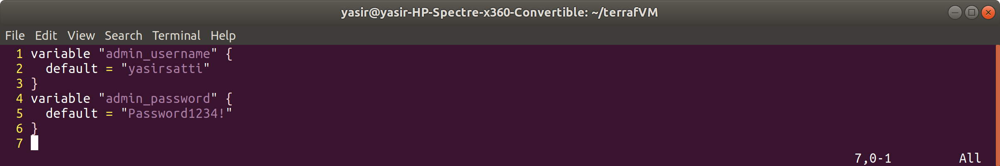 yasir@yasir-HP-Spectre-x360-Convertible: ~/terrafVM
File Edit View Search Terminal Help
1 variable "admin_username" {
2   default = "yasirsatti"
3 }
4 variable "admin_password" {
5   default = "Password1234!"
6 }
7
7,0-1 All